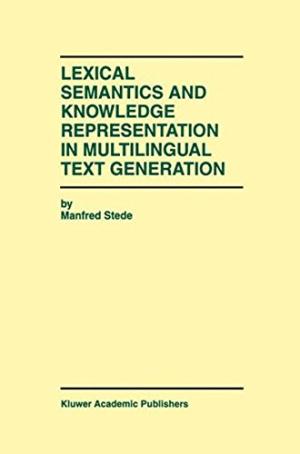 LEXICAL
SEMANTICS AND
KNOWLEDGE
REPRESENTATION
IN MULTILINGUAL
TEXT GENERATION
by
Manfred Stede
Kluwer Academic Publishers